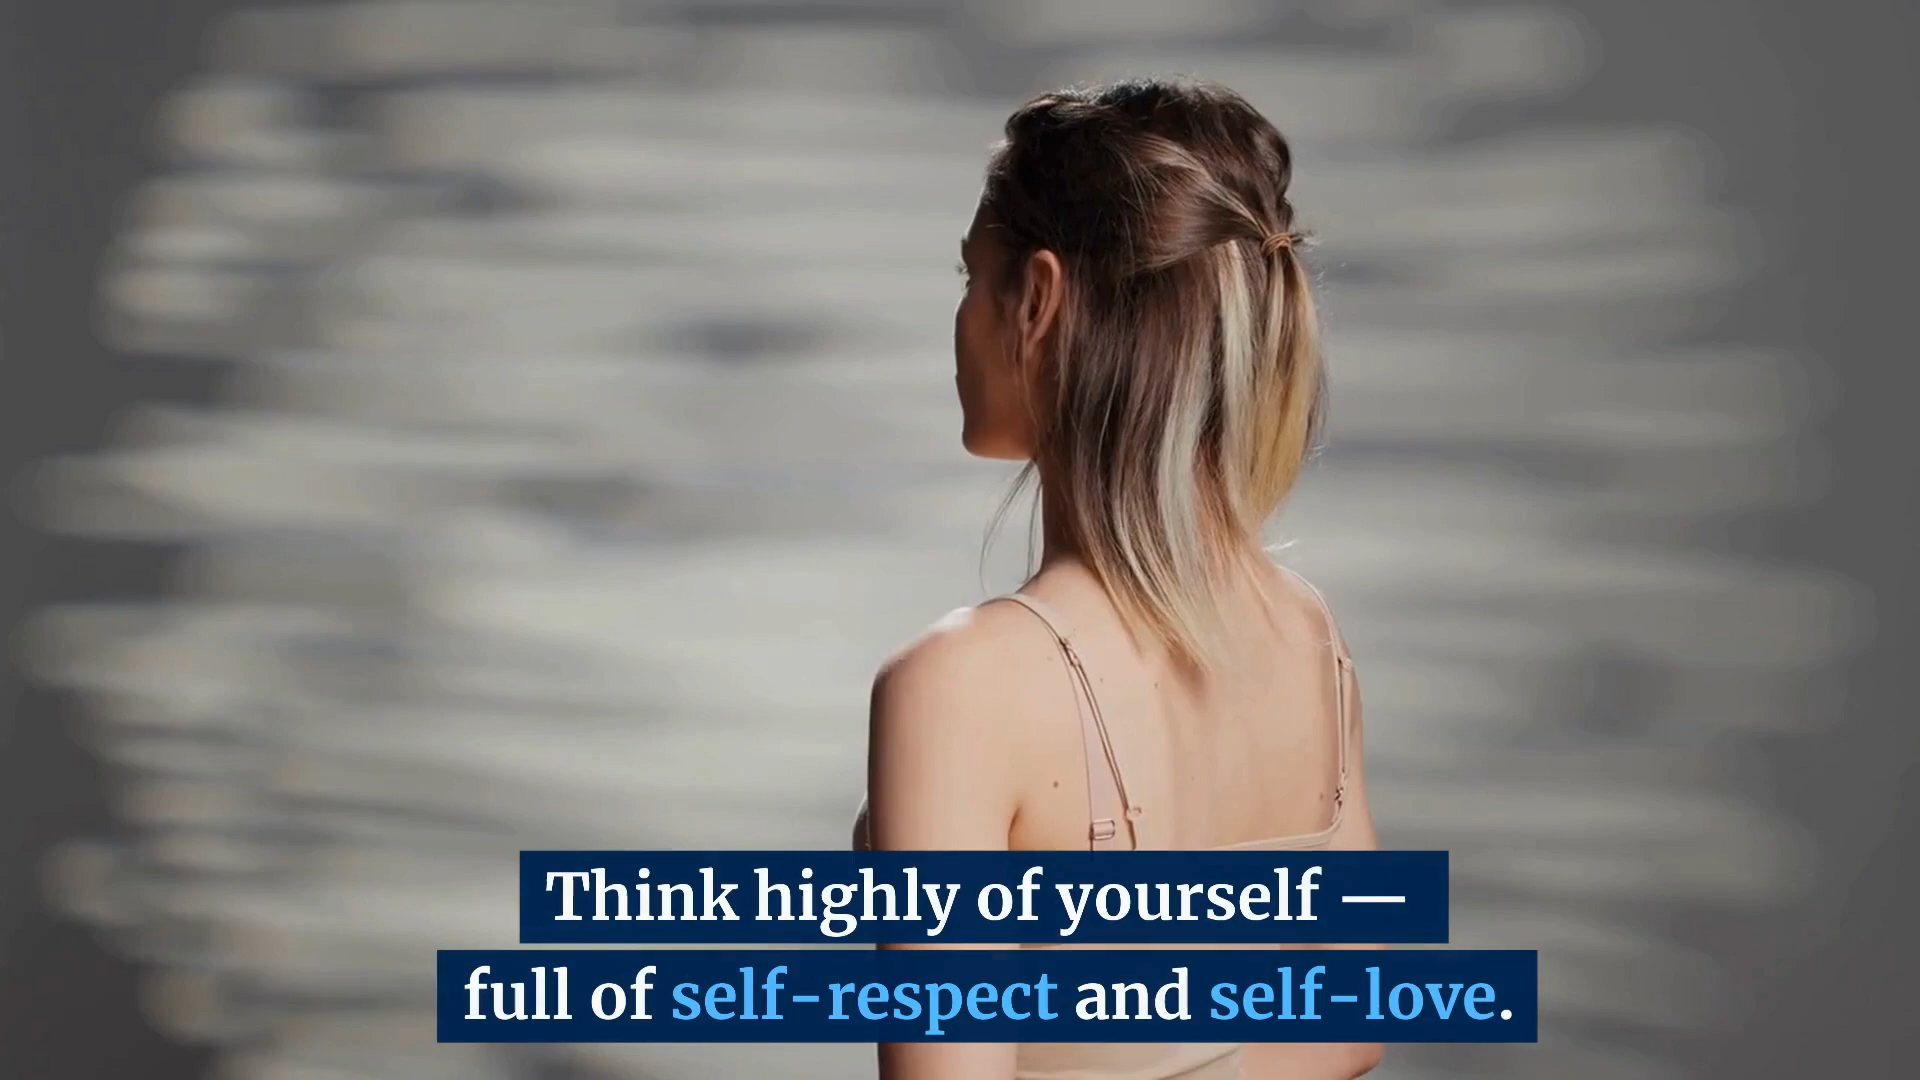 Think highly of yourself —
full of self-respect and self-love.